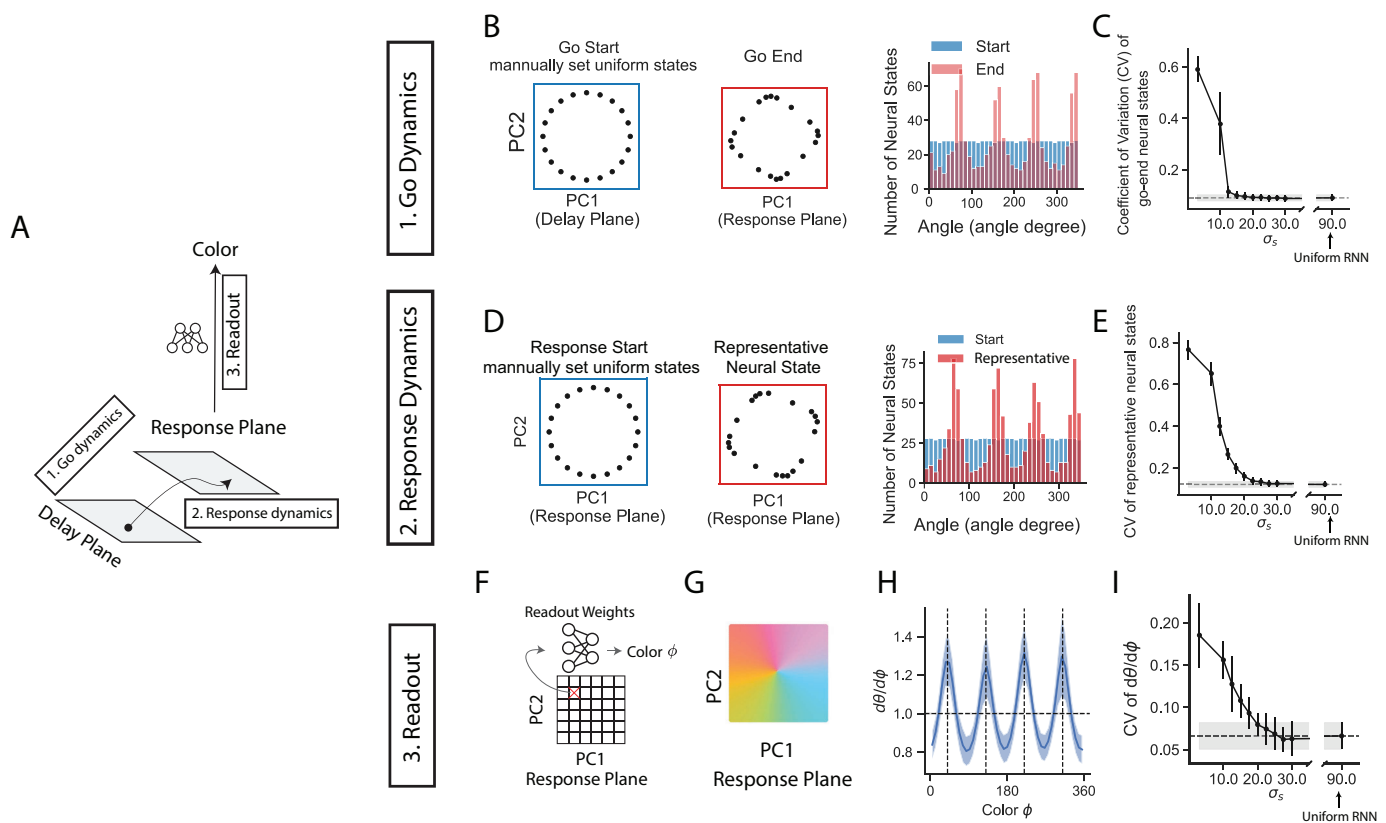 A
Color
3. Readout
Response Plane
1. Go dynamics
2. Response dynamics
Delay Plane
1. Go Dynamics
2. Response Dynamics
3. Readout
B
Go Start
mannually set uniform states
PC2
PC1
(Delay Plane)
Go End
PC1
(Response Plane)
Start
End
Number of Neural States
80
60
40
20
0
0
100
200
300
Angle (angle degree)
C
Coefficient of Variation (CV) of
go-end neural states
0.6
0.4
0.2
10.0
20.0
30.0
90.0
σs
Uniform RNN
D
Response Start
mannually set uniform states
PC2
PC1
(Response Plane)
Representative
Neural State
PC1
(Response Plane)
Start
Representative
Number of Neural States
75
50
25
0
0
100
200
300
Angle (angle degree)
E
CV of representative neural states
0.8
0.6
0.4
0.2
10.0
20.0
30.0
90.0
σs
Uniform RNN
F
Readout Weights
Color ϕ
PC2
PC1
Response Plane
G
PC2
PC1
Response Plane
H
dθ/dϕ
1.4
1.2
1.0
0.8
0
180
360
Color ϕ
I
CV of dθ/dϕ
0.20
0.15
0.10
0.05
10.0
20.0
30.0
90.0
σs
Uniform RNN